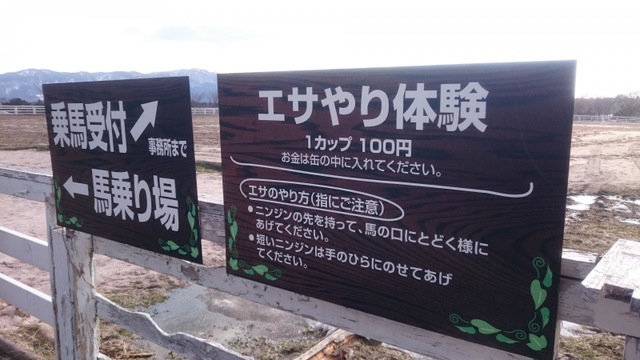 乗馬受付↗
事務所まで
←馬乗り場
エサやり体験
1カップ 100円
お金は缶の中に入れてください。
エサのやり方(指にご注意)
●ニンジンの先を持って、馬の口にとどく様に
あげてください。
●短いニンジンは手のひらにのせてあげ
てください。